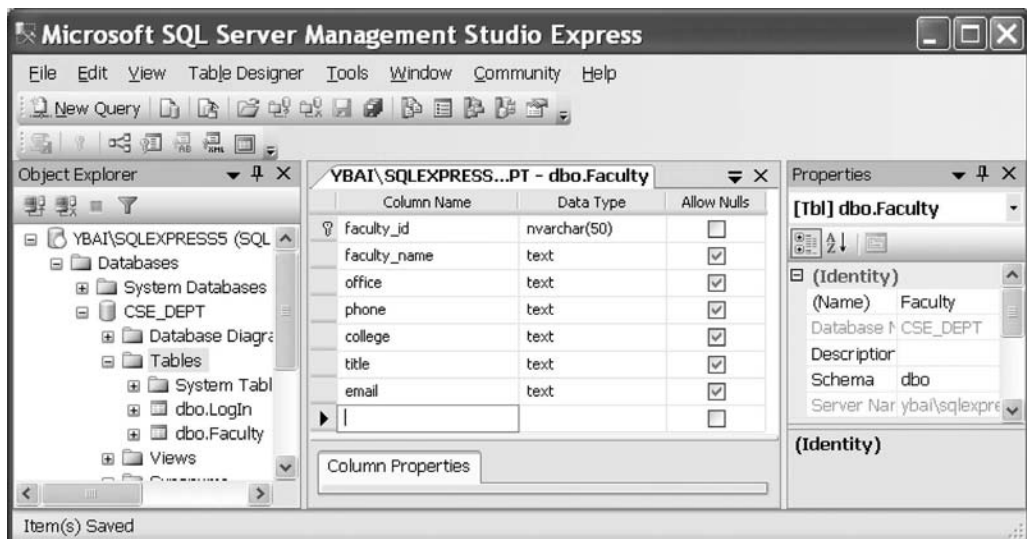 Microsoft SQL Server Management Studio Express
File Edit View Table Designer Tools Window Community Help
New Query
Object Explorer
YBAI\SQLEXPRESS5 (SQL
Databases
System Databases
CSE_DEPT
Database Diagra
Tables
System Tabl
dbo.LogIn
dbo.Faculty
Views
YBAI\SQLEXPRESS...PT - dbo.Faculty
Column Name Data Type Allow Nulls
faculty_id nvarchar(50)
faculty_name text
office text
phone text
college text
title text
email text
Column Properties
Properties
[Tbl] dbo.Faculty
(Identity)
(Name) Faculty
Database N CSE_DEPT
Description
Schema dbo
Server Nar ybai\sqlexpre
(Identity)
Item(s) Saved